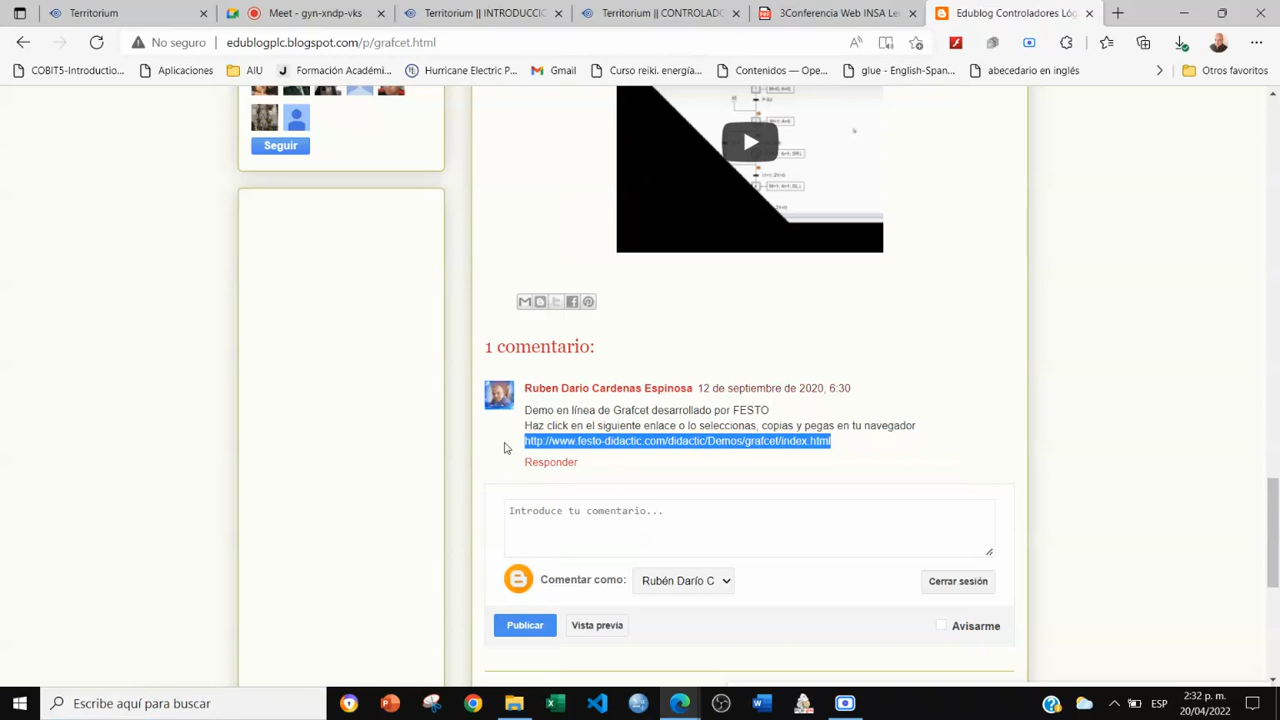 Territorium
Meet - gyn-xndp-vks
Territorium || INTRODUCCIÓ
Territorium || CONTROLADO
3Conferencia Web INSA Le
Edublog Controladores Lóg
No seguro
edublogplc.blogspot.com/p/grafcet.html
COBIT5-Introductio...
Aplicaciones
AIU
Formación Académi...
Hurricane Electric P...
Gmail
Curso reiki. energía...
Contenidos — Ope...
glue - English-Span...
abecedario en inglés
Otros favoritos
Seguir
1 comentario:
Ruben Dario Cardenas Espinosa 12 de septiembre de 2020, 6:30
Demo en línea de Grafcet desarrollado por FESTO
Haz click en el siguiente enlace o lo seleccionas, copias y pegas en tu navegador
http://www.festo-didactic.com/didactic/Demos/grafcet/index.html
Responder
Introduce tu comentario...
Comentar como:
Rubén Darío C
Cerrar sesión
Publicar
Vista previa
Avisarme
Escribe aquí para buscar
ESP
2:32 p. m.
20/04/2022